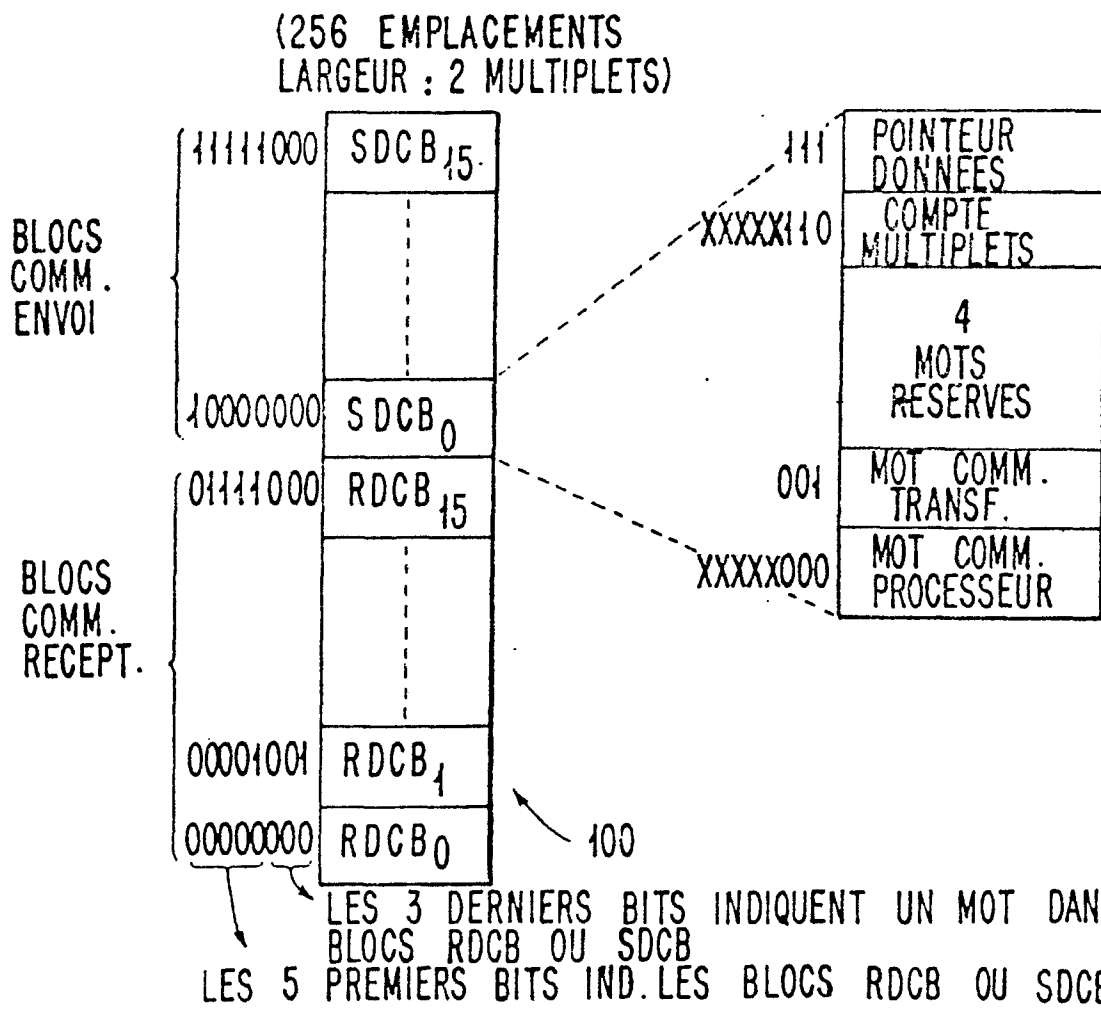 (256 EMPLACEMENTS
LARGEUR : 2 MULTIPLETS)
BLOCS
COMM.
ENVOI
11111000 SDCB15
10000000 SDCB0
BLOCS
COMM.
RECEPT.
01111000 RDCB15
00001001 RDCB1
00000000 RDCB0
111 POINTEUR
DONNEES
XXXXX110 COMPTE
MULTIPLETS
4
MOTS
RESERVES
001 MOT COMM.
TRANSF.
XXXXX000 MOT COMM.
PROCESSEUR
100
LES 3 DERNIERS BITS INDIQUENT UN MOT DAN
BLOCS RDCB OU SDCB
LES 5 PREMIERS BITS IND. LES BLOCS RDCB OU SDCB